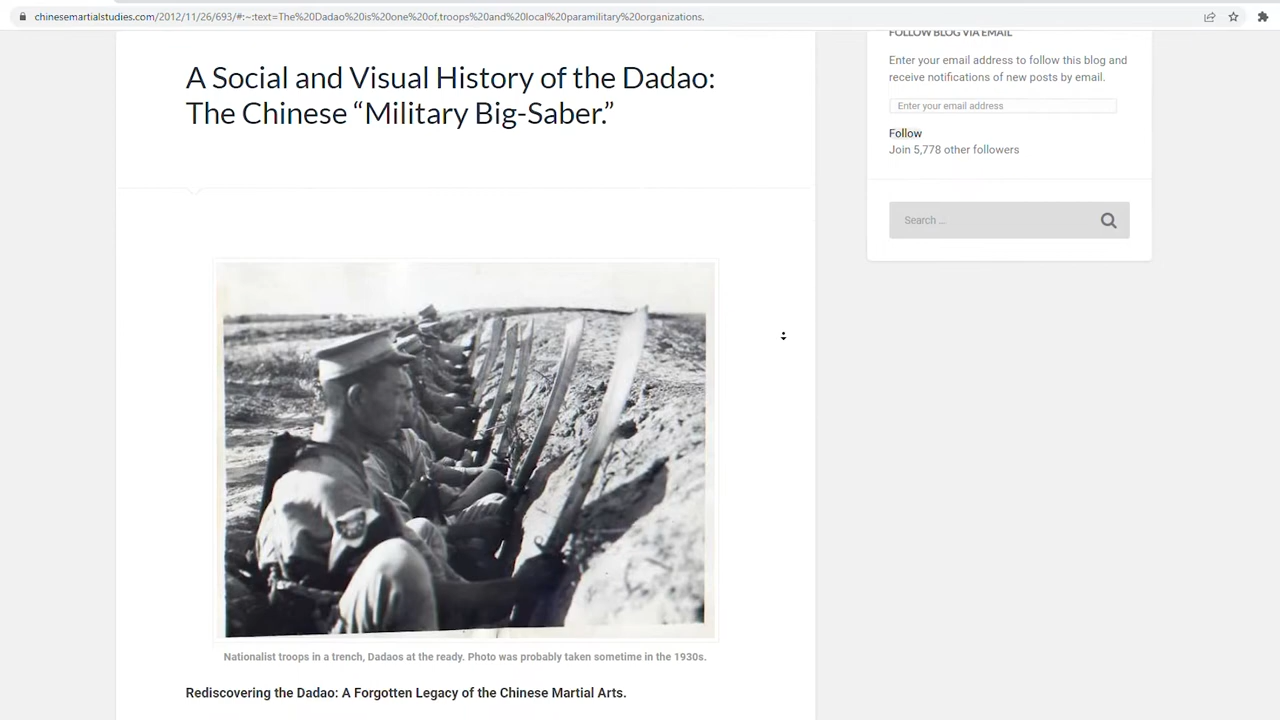 chinesemartialstudies.com/2012/11/26/693/#:~:text=The%20Dadao%20is%20one%20of,troops%20and%20local%20paramilitary%20organizations.
A Social and Visual History of the Dadao:
The Chinese “Military Big-Saber.”
Nationalist troops in a trench, Dadaos at the ready. Photo was probably taken sometime in the 1930s.
Rediscovering the Dadao: A Forgotten Legacy of the Chinese Martial Arts.
FOLLOW BLOG VIA EMAIL
Enter your email address to follow this blog and
receive notifications of new posts by email.
Enter your email address
Follow
Join 5,778 other followers
Search ...